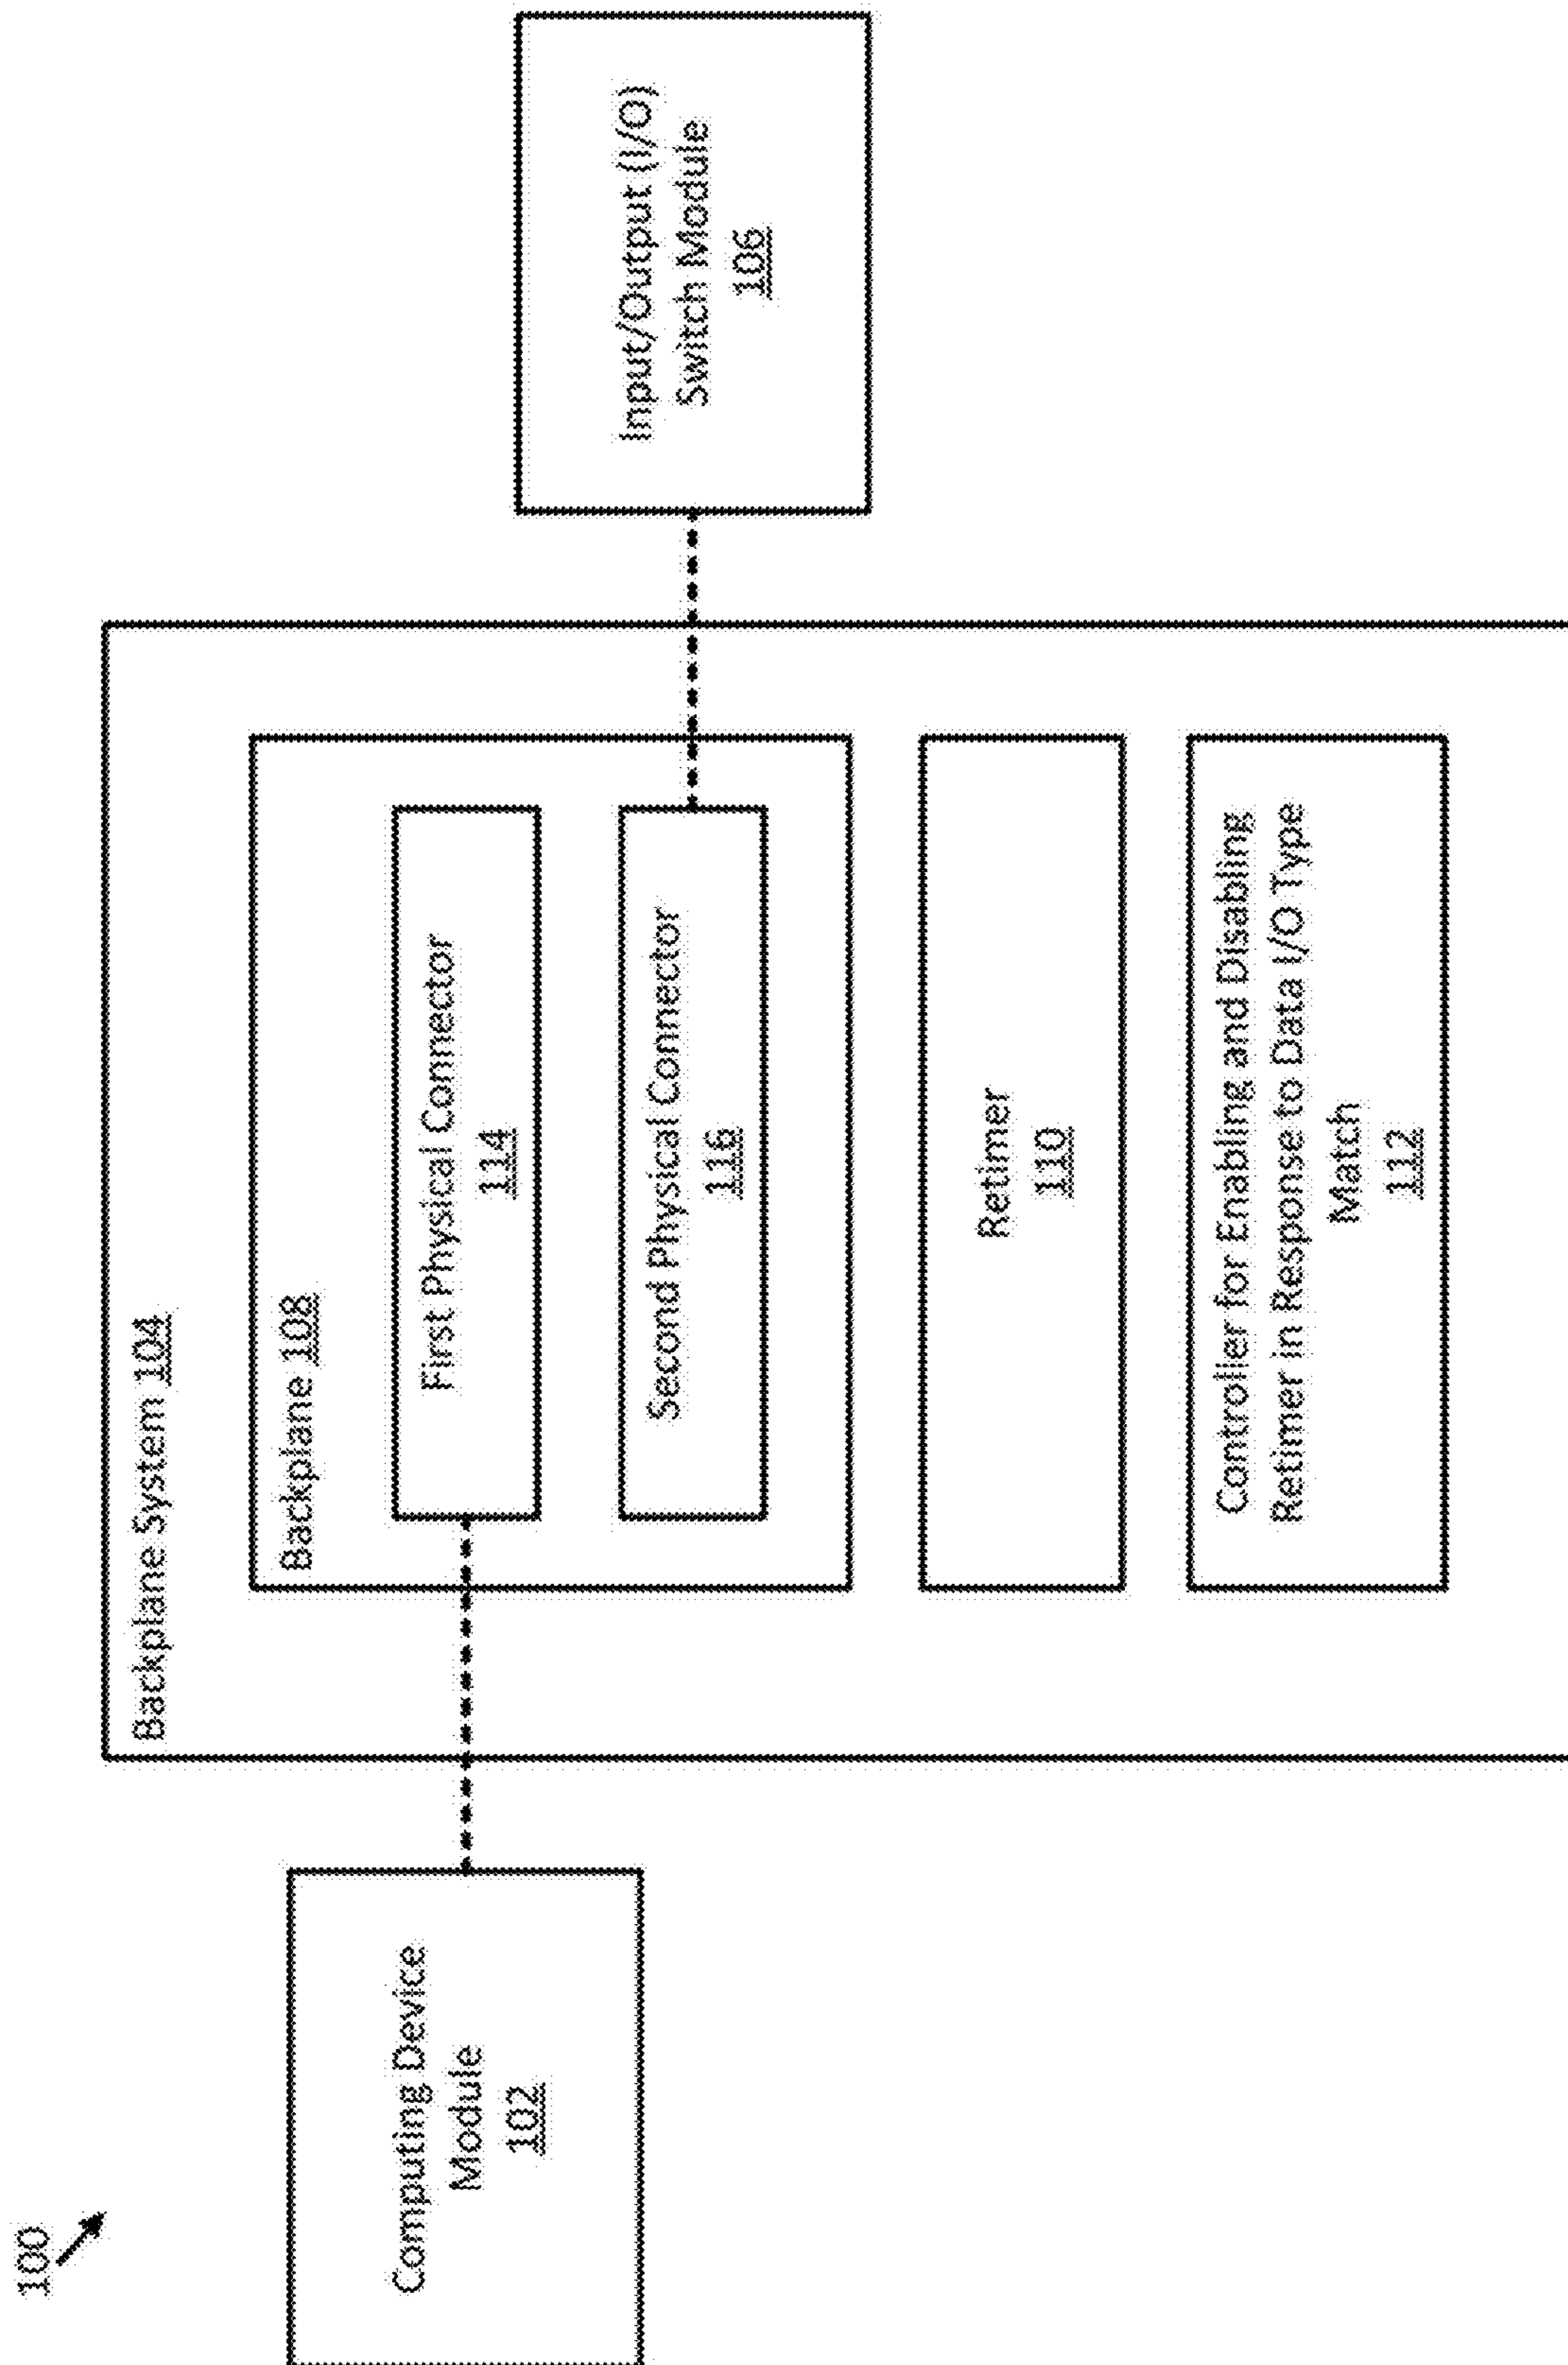 100
Computing Device
Module
102
Backplane System 104
Backplane 108
First Physical Connector
114
Second Physical Connector
116
Retimer
110
Controller for Enabling and Disabling
Retimer in Response to Data I/O Type
Match
112
Input/Output (I/O)
Switch Module
106